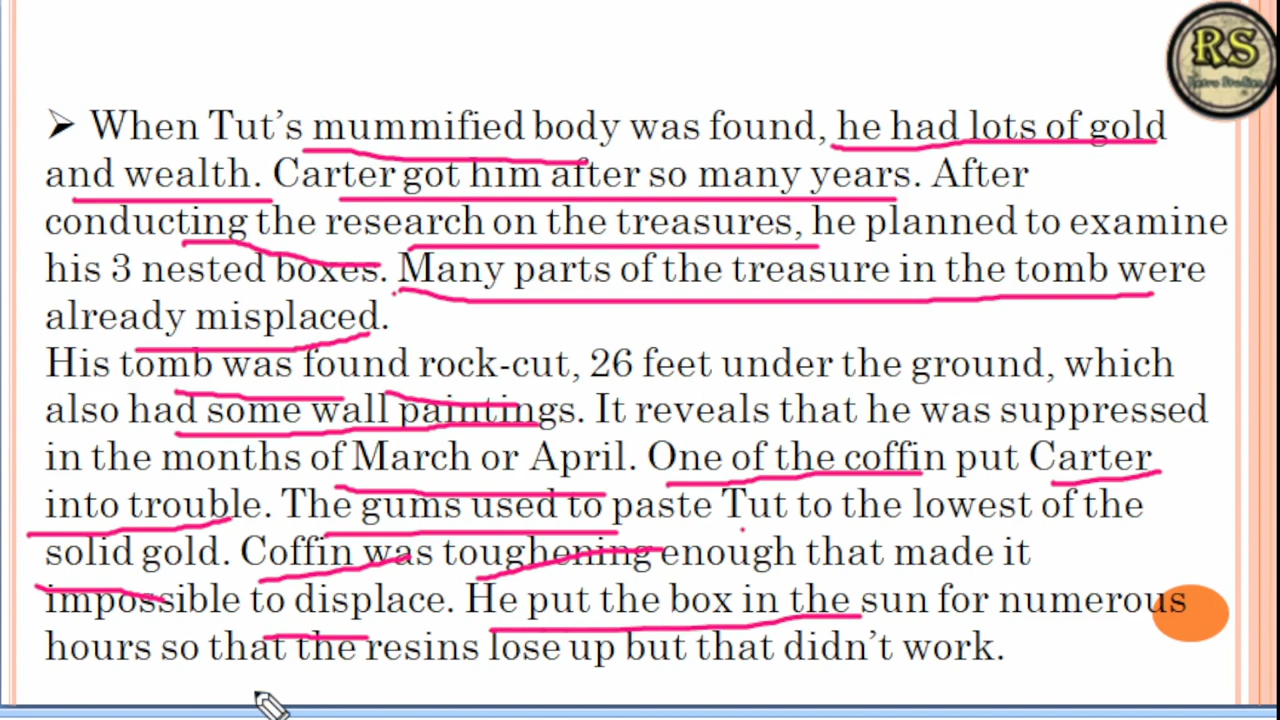 RS
➢ When Tut's mummified body was found, he had lots of gold
and wealth. Carter got him after so many years. After
conducting the research on the treasures, he planned to examine
his 3 nested boxes. Many parts of the treasure in the tomb were
already misplaced.
His tomb was found rock-cut, 26 feet under the ground, which
also had some wall paintings. It reveals that he was suppressed
in the months of March or April. One of the coffin put Carter
into trouble. The gums used to paste Tut to the lowest of the
solid gold. Coffin was toughening enough that made it
impossible to displace. He put the box in the sun for numerous
hours so that the resins lose up but that didn't work.